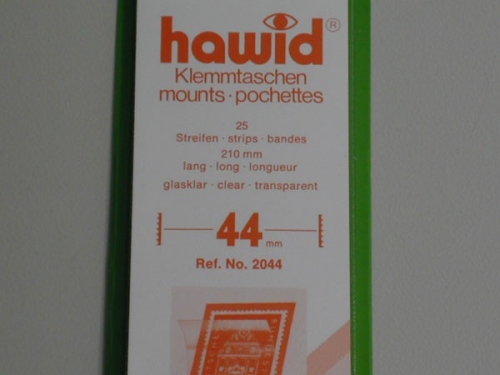 hawid®
Klemmtaschen
mounts · pochettes
25
Streifen · strips · bandes
210 mm
lang · long · longueur
glasklar · clear · transparent
44 mm
Ref. No. 2044